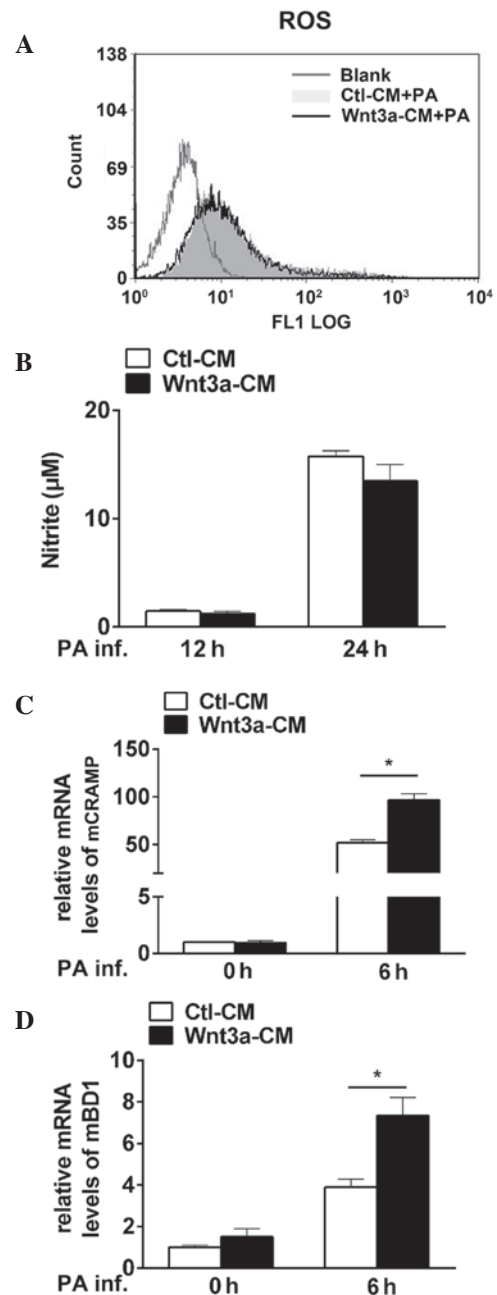 ROS
A
138
104
69
35
0
Count
Blank
Ctl-CM+PA
Wnt3a-CM+PA
10⁰ 10¹ 10² 10³ 10⁴
FL1 LOG
B
Ctl-CM
Wnt3a-CM
20
10
0
Nitrite (µM)
PA inf. 12 h 24 h
C
Ctl-CM
Wnt3a-CM
150
100
50
5
0
relative mRNA
levels of mCRAMP
*
PA inf. 0 h 6 h
D
Ctl-CM
Wnt3a-CM
10
8
6
4
2
0
relative mRNA
levels of mBD1
*
PA inf. 0 h 6 h